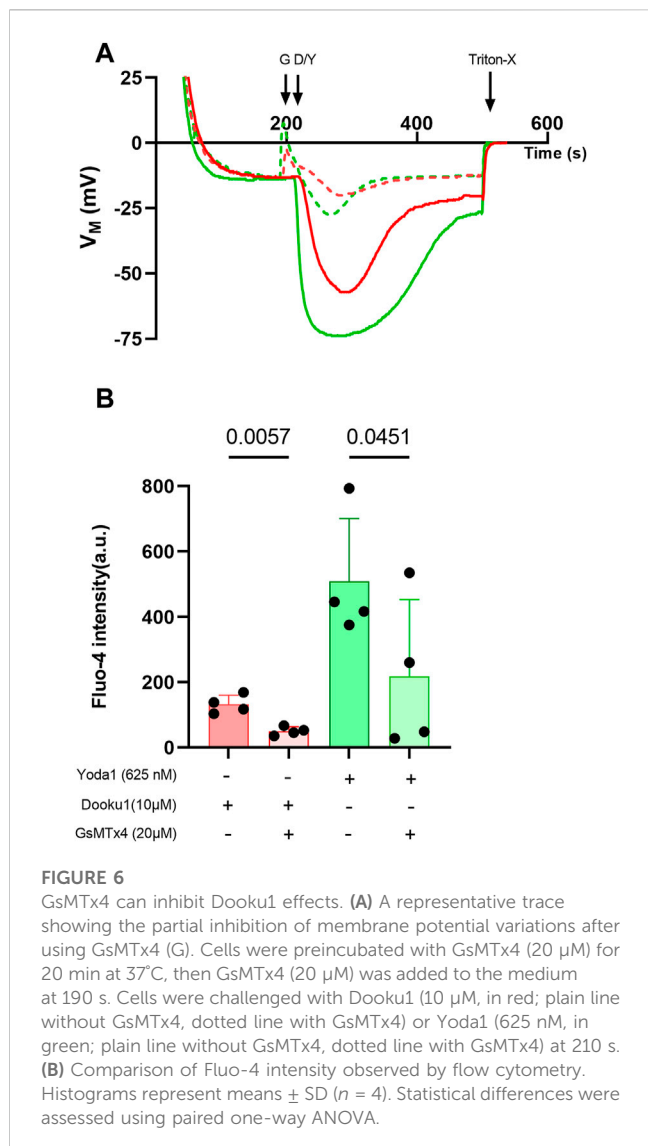 A
G D/Y
Triton-X
25
0
-25
-50
-75
200
400
600
Time (s)
VM (mV)
B
0.0057
0.0451
800
600
400
200
0
Fluo-4 intensity(a.u.)
Yoda1 (625 nM) - - + +
Dooku1(10µM) + + - -
GsMTx4 (20µM) - + - +
FIGURE 6
GsMTx4 can inhibit Dooku1 effects. (A) A representative trace
showing the partial inhibition of membrane potential variations after
using GsMTx4 (G). Cells were preincubated with GsMTx4 (20 µM) for
20 min at 37°C, then GsMTx4 (20 µM) was added to the medium
at 190 s. Cells were challenged with Dooku1 (10 µM, in red; plain line
without GsMTx4, dotted line with GsMTx4) or Yoda1 (625 nM, in
green; plain line without GsMTx4, dotted line with GsMTx4) at 210 s.
(B) Comparison of Fluo-4 intensity observed by flow cytometry.
Histograms represent means ± SD (n = 4). Statistical differences were
assessed using paired one-way ANOVA.